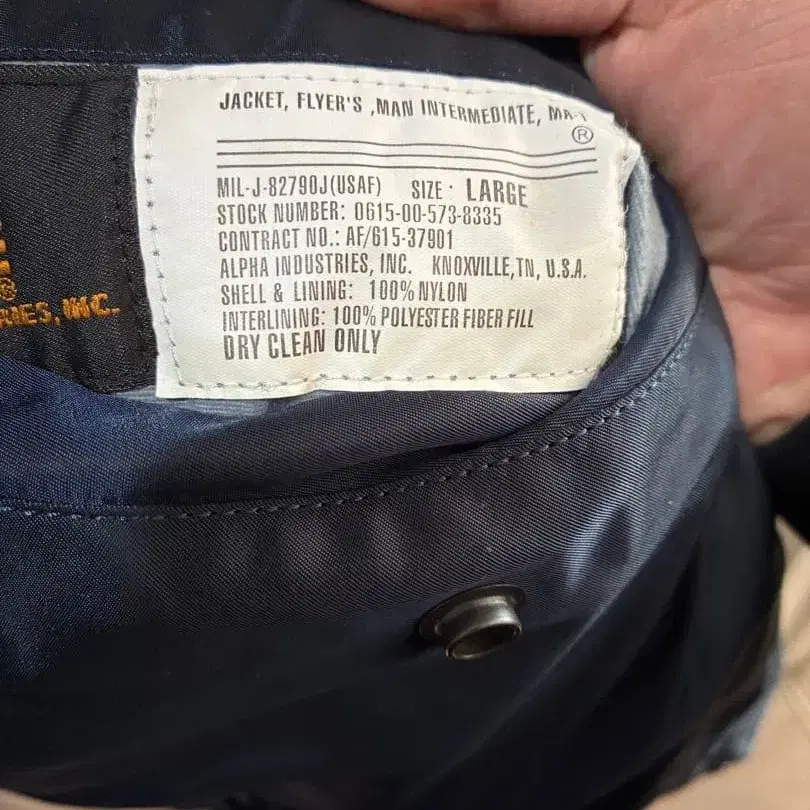 JACKET, FLYER'S ,MAN INTERMEDIATE, MA-1
®
MIL-J-82790J(USAF) SIZE · LARGE
STOCK NUMBER: 0615-00-573-8335
CONTRACT NO.: AF/615-37901
ALPHA INDUSTRIES, INC. KNOXVILLE,TN, U.S.A.
SHELL & LINING: 100% NYLON
INTERLINING: 100% POLYESTER FIBER FILL
DRY CLEAN ONLY
®
RIES, INC.